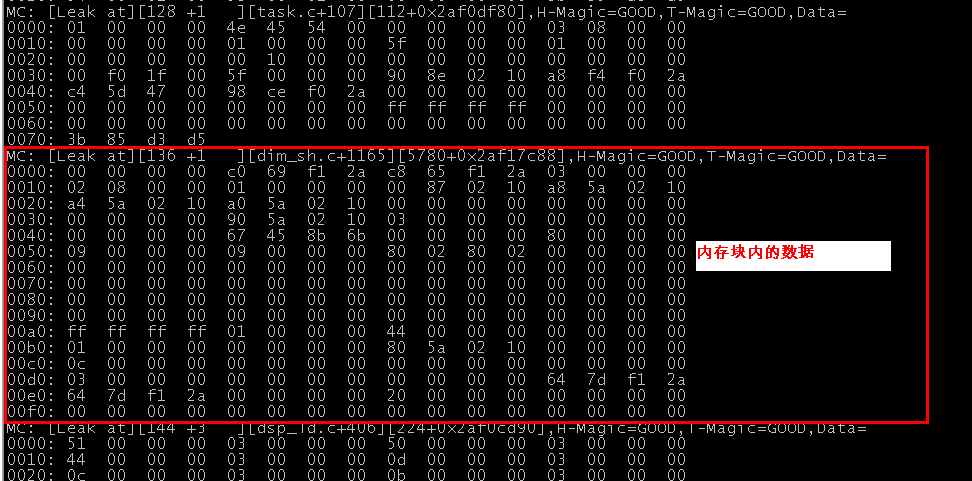 MC: [Leak at][128 +1   ][task.c+107][112+0x2af0df80],H-Magic=GOOD,T-Magic=GOOD,Data=
0000: 01 00 00 00 4e 45 54 00 00 00 00 00 03 08 00 00
0010: 00 00 00 00 01 00 00 00 5f 00 00 00 01 00 00 00
0020: 00 00 00 00 00 10 00 00 00 00 00 00 00 00 00 00
0030: 00 f0 1f 00 5f 00 00 00 90 8e 02 10 a8 f4 f0 2a
0040: c4 5d 47 00 98 ce f0 2a 00 00 00 00 00 00 00 00
0050: 00 00 00 00 00 00 00 00 ff ff ff ff 00 00 00 00
0060: 00 00 00 00 00 00 00 00 00 00 00 00 00 00 00 00
0070: 3b 85 d3 d5
MC: [Leak at][136 +1   ][dim_sh.c+1165][5780+0x2af17c88],H-Magic=GOOD,T-Magic=GOOD,Data=
0000: 00 00 00 00 c0 69 f1 2a c8 65 f1 2a 03 00 00 00
0010: 02 08 00 00 01 00 00 00 00 87 02 10 a8 5a 02 10
0020: a4 5a 02 10 a0 5a 02 10 00 00 00 00 00 00 00 00
0030: 00 00 00 00 90 5a 02 10 03 00 00 00 00 00 00 00
0040: 00 00 00 00 67 45 8b 6b 00 00 00 00 80 00 00 00
0050: 00 00 00 00 09 00 00 00 80 02 80 02 00 00 00 00
内存块内的数据
0060: 00 00 00 00 00 00 00 00 00 00 00 00 00 00 00 00
0070: 00 00 00 00 00 00 00 00 00 00 00 00 00 00 00 00
0080: 00 00 00 00 00 00 00 00 00 00 00 00 00 00 00 00
0090: 00 00 00 00 00 00 00 00 00 00 00 00 00 00 00 00
00a0: ff ff ff ff 01 00 00 00 44 00 00 00 00 00 00 00
00b0: 01 00 00 00 00 00 00 00 80 5a 02 10 00 00 00 00
00c0: 0c 00 00 00 00 00 00 00 00 00 00 00 00 00 00 00
00d0: 03 00 00 00 00 00 00 00 00 00 00 00 64 7d f1 2a
00e0: 64 7d f1 2a 00 00 00 00 20 00 00 00 00 00 00 00
00f0: 00 00 00 00 00 00 00 00 00 00 00 00 00 00 00 00
MC: [Leak at][144 +3   ][dsp_fd.c+406][224+0x2af0cd90],H-Magic=GOOD,T-Magic=GOOD,Data=
0000: 51 00 00 00 03 00 00 00 50 00 00 00 03 00 00 00
0010: 44 00 00 00 03 00 00 00 0d 00 00 00 03 00 00 00
0020: 0c 00 00 00 03 00 00 00 0b 00 00 00 03 00 00 00